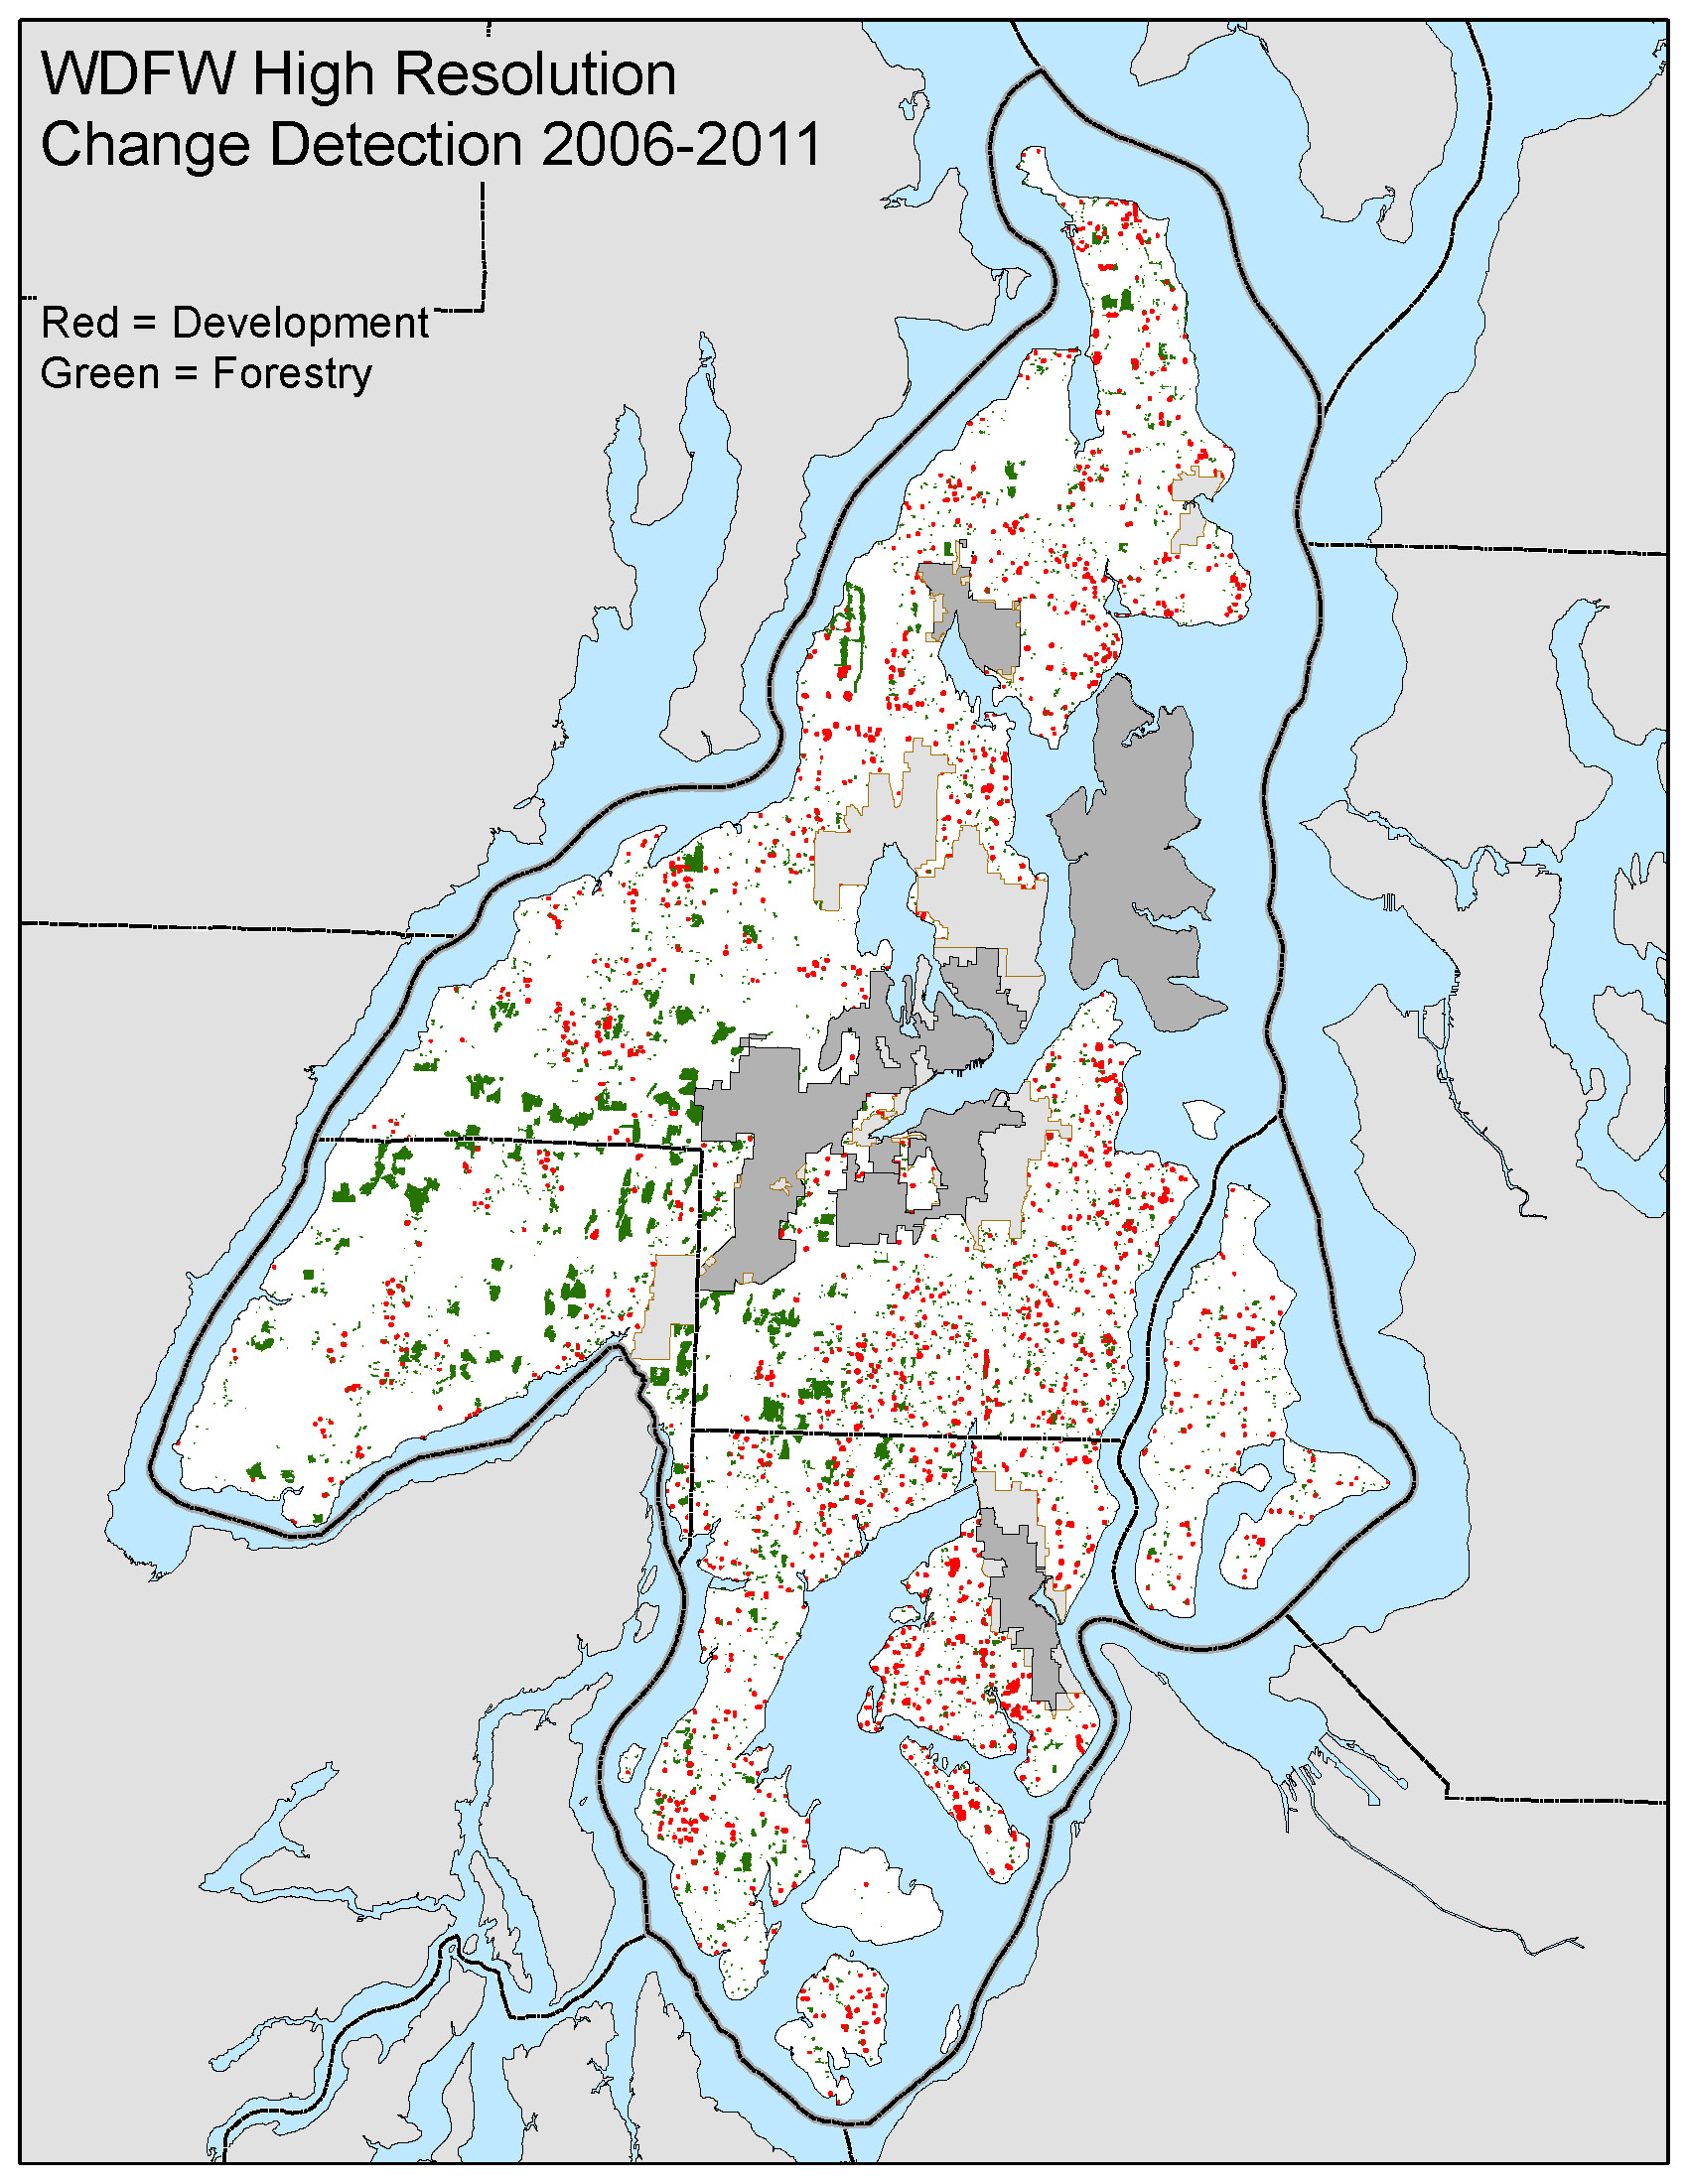 WDFW High Resolution
Change Detection 2006-2011
Red = Development
Green = Forestry